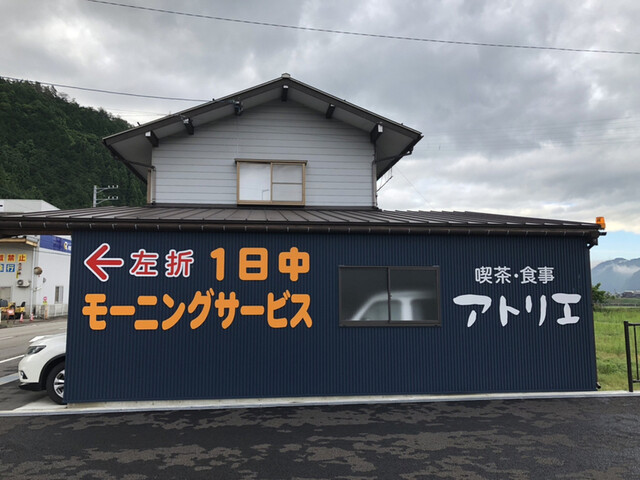 ← 左折 1日中
モーニングサービス
喫茶・食事
アトリエ